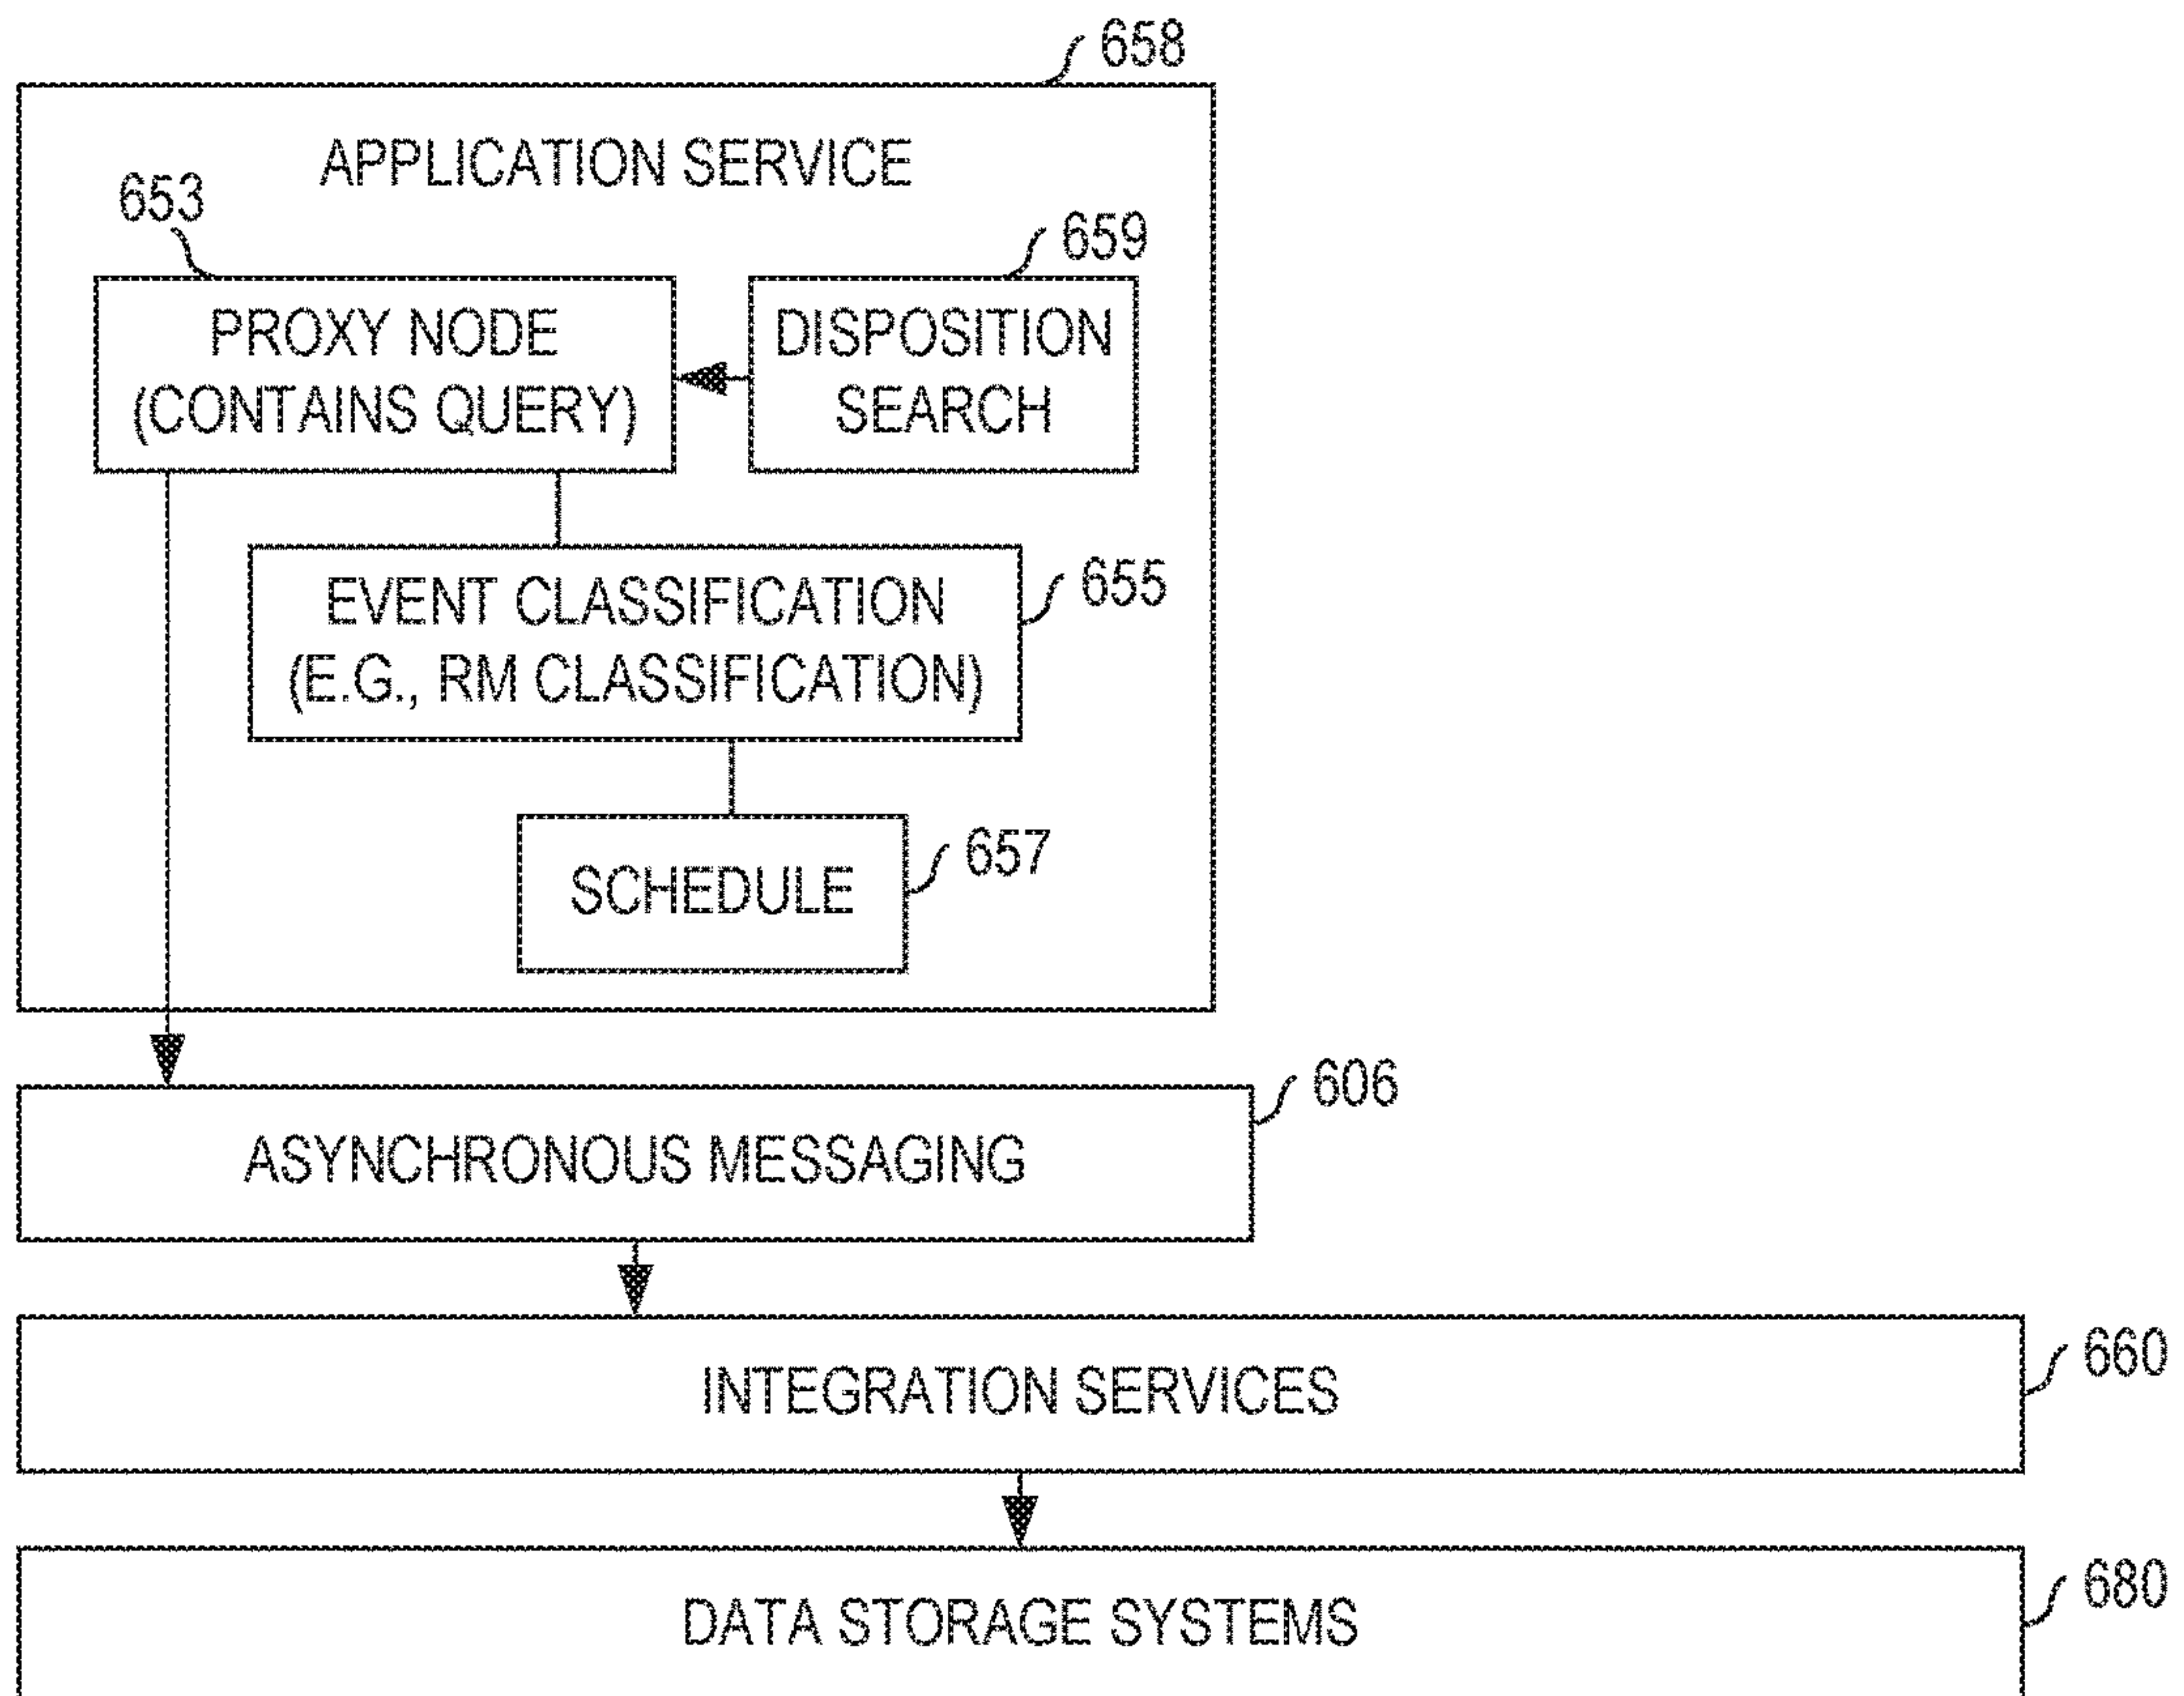 658
APPLICATION SERVICE
653
659
PROXY NODE
(CONTAINS QUERY)
DISPOSITION
SEARCH
EVENT CLASSIFICATION
(E.G., RM CLASSIFICATION)
655
SCHEDULE
657
606
ASYNCHRONOUS MESSAGING
660
INTEGRATION SERVICES
680
DATA STORAGE SYSTEMS